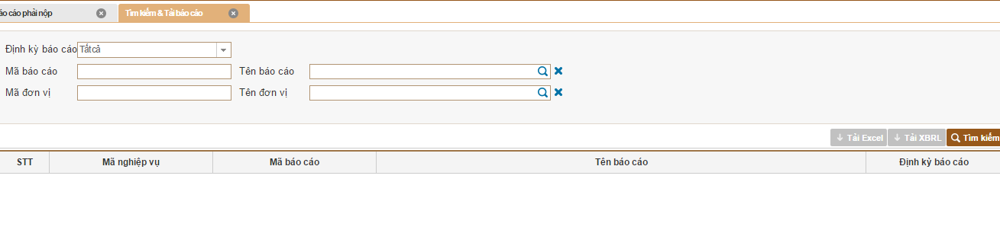 áo cáo phải nộp Tìm kiếm & Tải báo cáo
Định kỳ báo cáo Tất cả
Mã báo cáo Tên báo cáo
Mã đơn vị Tên đơn vị
Tải Excel Tải XBRL Tìm kiếm
STT Mã nghiệp vụ Mã báo cáo Tên báo cáo Định kỳ báo cáo